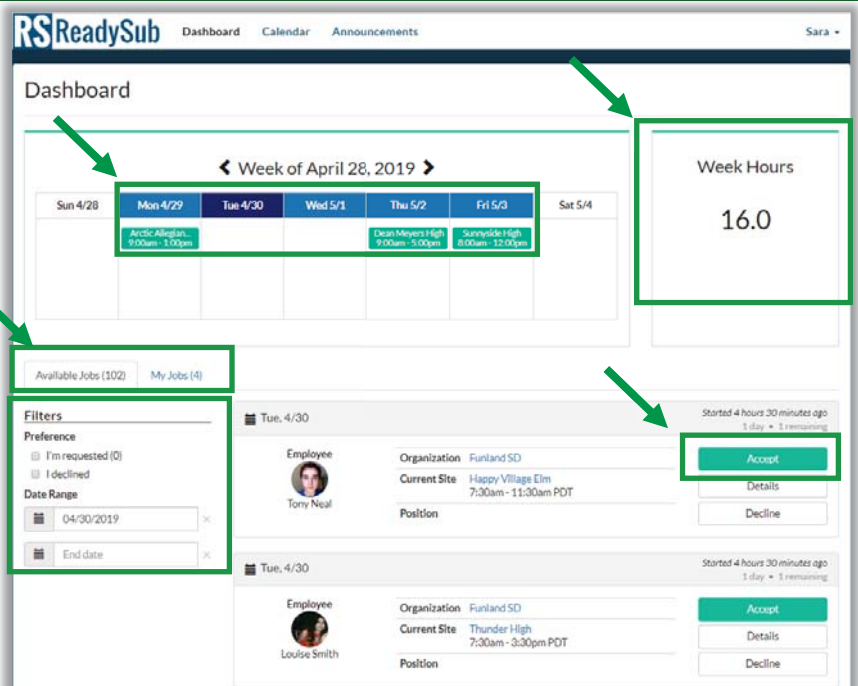 RS ReadySub Dashboard Calendar Announcements Sara
Dashboard
Week of April 28, 2019
Sun 4/28 Mon 4/29 Tue 4/30 Wed 5/1 Thu 5/2 Fri 5/3 Sat 5/4
Arctic Allegian... Dean Meyers High Sunnyside High
9:00am - 1:00pm 9:00am - 5:00pm 8:00am - 12:00pm
Week Hours
16.0
Available Jobs (102) My Jobs (4)
Filters
Preference
I'm requested (0)
I declined
Date Range
04/30/2019 ×
End date ×
Tue, 4/30 Started 4 hours 30 minutes ago
1 day • 1 remaining
Employee
Tony Neal
Organization Funland SD
Current Site Happy Village Elm
7:30am - 11:30am PDT
Position
Accept
Details
Decline
Tue, 4/30 Started 4 hours 30 minutes ago
1 day • 1 remaining
Employee
Louise Smith
Organization Funland SD
Current Site Thunder High
7:30am - 3:30pm PDT
Position
Accept
Details
Decline